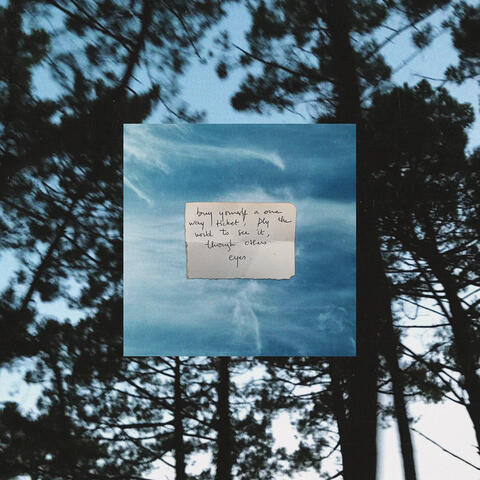 buy yourself a one
way ticket, fly the
world to see it,
through others
eyes.